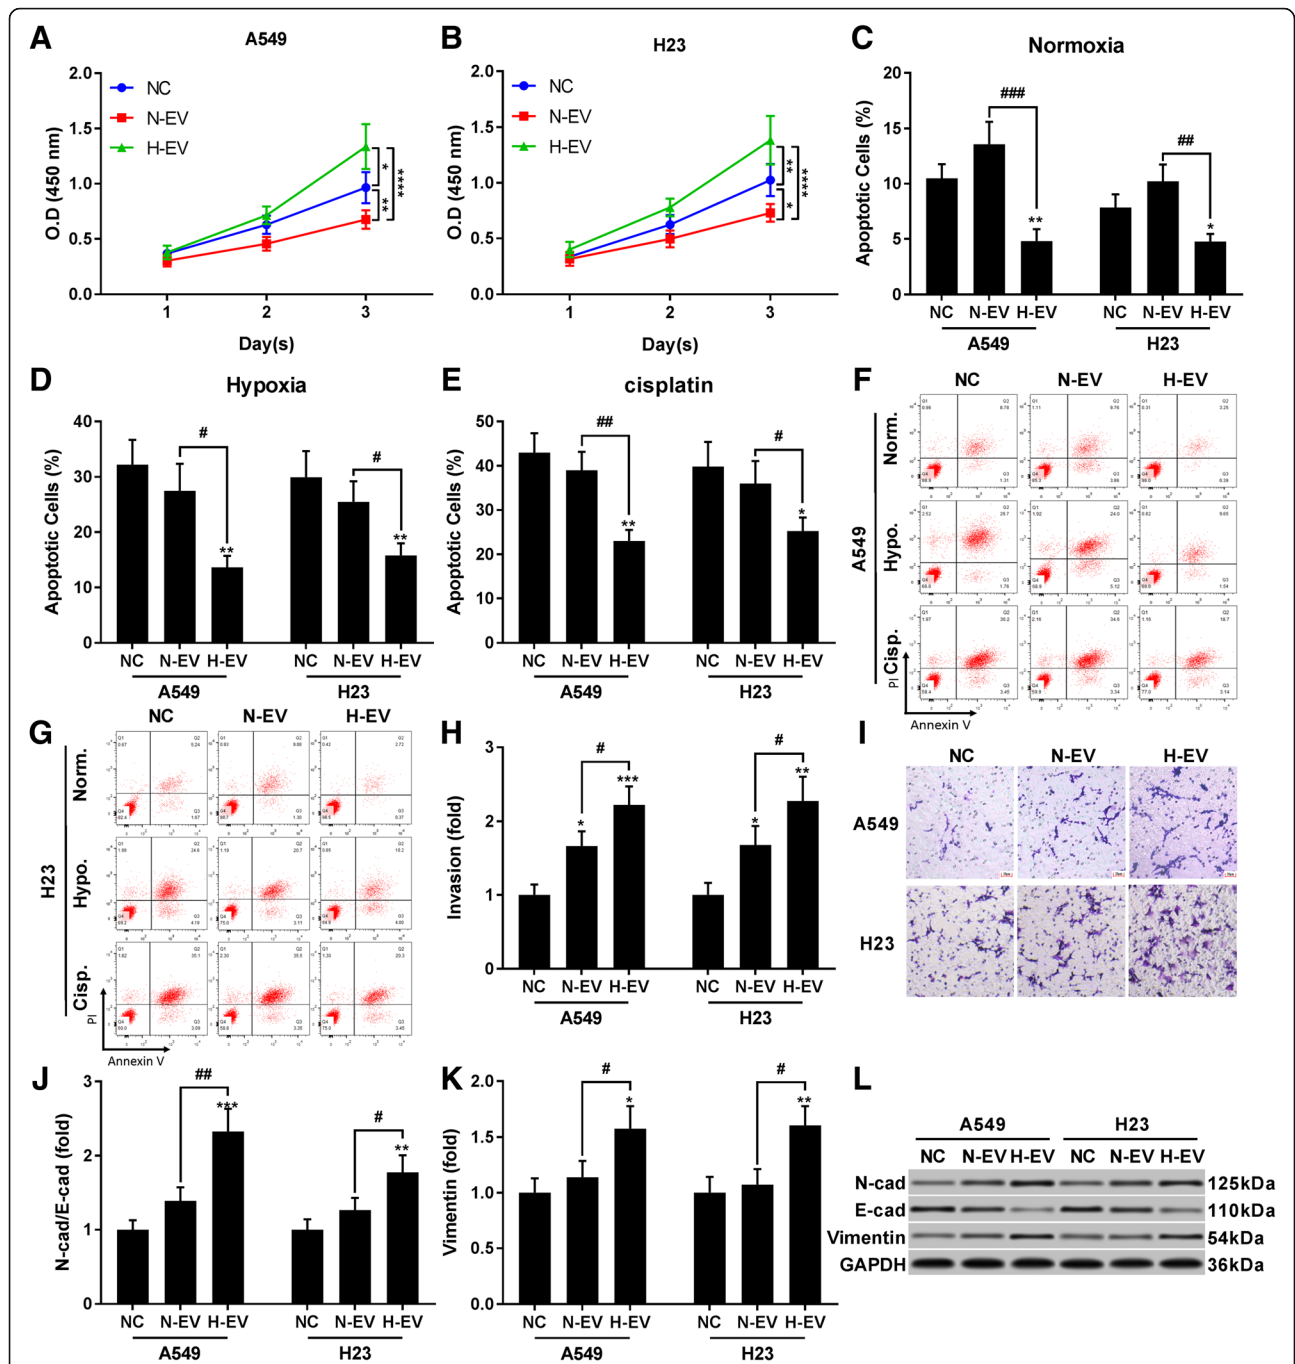 A
A549
2.0
1.5
1.0
0.5
0.0
O.D (450 nm)
NC
N-EV
H-EV
*
**
****
1 2 3
Day(s)
B
H23
2.0
1.5
1.0
0.5
0.0
O.D (450 nm)
NC
N-EV
H-EV
**
*
****
1 2 3
Day(s)
C
Normoxia
20
15
10
5
0
Apoptotic Cells (%)
###
**
##
*
NC N-EV H-EV NC N-EV H-EV
A549 H23
D
Hypoxia
40
30
20
10
0
Apoptotic Cells (%)
#
**
#
**
NC N-EV H-EV NC N-EV H-EV
A549 H23
E
cisplatin
50
40
30
20
10
0
Apoptotic Cells (%)
##
**
#
*
NC N-EV H-EV NC N-EV H-EV
A549 H23
F
NC N-EV H-EV
A549
Norm.
Hypo.
Cisp.
PI
Annexin V
G
NC N-EV H-EV
H23
Norm.
Hypo.
Cisp.
PI
Annexin V
H
3
2
1
0
Invasion (fold)
#
*
***
#
*
**
NC N-EV H-EV NC N-EV H-EV
A549 H23
I
NC N-EV H-EV
A549
H23
J
3
2
1
0
N-cad/E-cad (fold)
##
***
#
**
NC N-EV H-EV NC N-EV H-EV
A549 H23
K
2.0
1.5
1.0
0.5
0.0
Vimentin (fold)
#
*
#
**
NC N-EV H-EV NC N-EV H-EV
A549 H23
L
A549 H23
NC N-EV H-EV NC N-EV H-EV
N-cad 125kDa
E-cad 110kDa
Vimentin 54kDa
GAPDH 36kDa